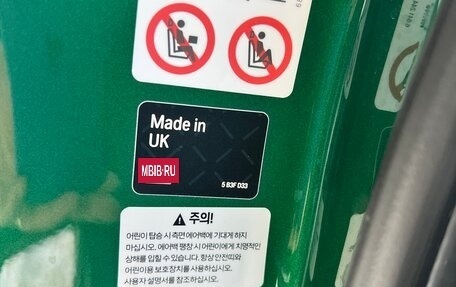 Made in
UK
MBIB.RU
5 B3F D33
주의!
어린이 탑승 시 측면 에어백에 기대게 하지
마십시오. 에어백 팽창 시 어린이에게 치명적인
상해를 입힐 수 있습니다. 항상 안전띠와
어린이용 보호장치를 사용하십시오.
사용자 설명서를 참조하십시오.